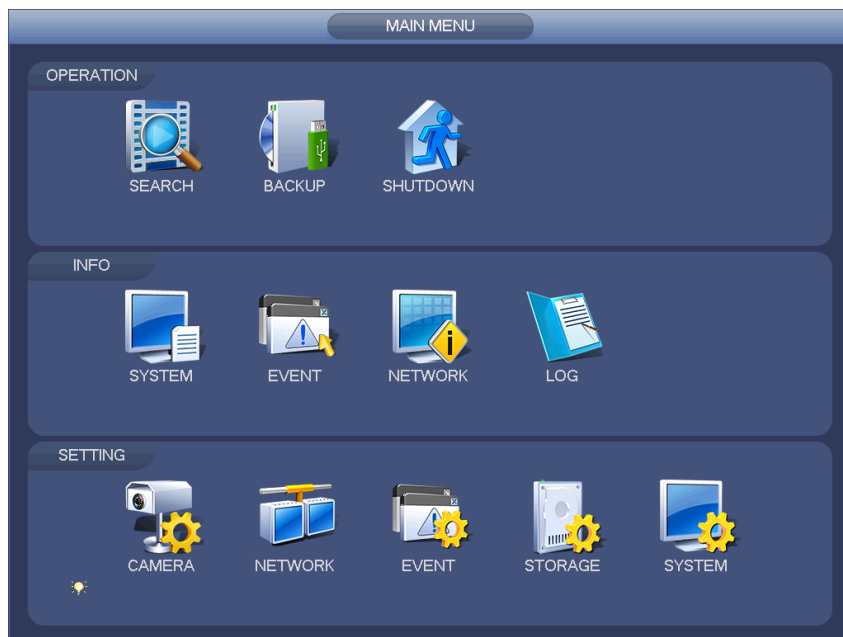 MAIN MENU
OPERATION
SEARCH BACKUP SHUTDOWN
INFO
SYSTEM EVENT NETWORK LOG
SETTING
CAMERA NETWORK EVENT STORAGE SYSTEM